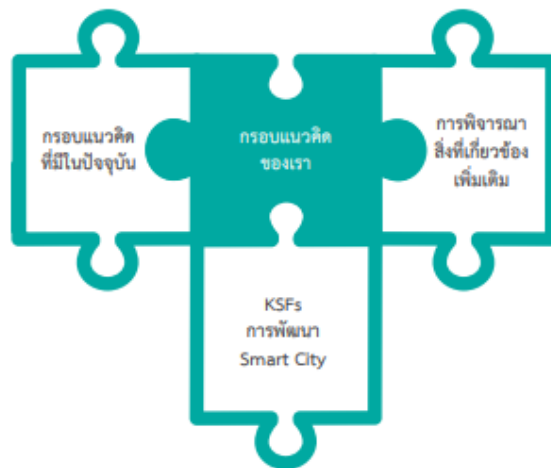 กรอบแนวคิด
ที่มีในปัจจุบัน
กรอบแนวคิด
ของเรา
การพิจารณา
สิ่งที่เกี่ยวข้อง
เพิ่มเติม
KSFs
การพัฒนา
Smart City